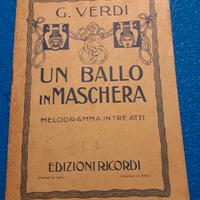 G. VERDI
UN BALLO
IN MASCHERA
MELODRAMMA IN TRE ATTI
EDIZIONI RICORDI